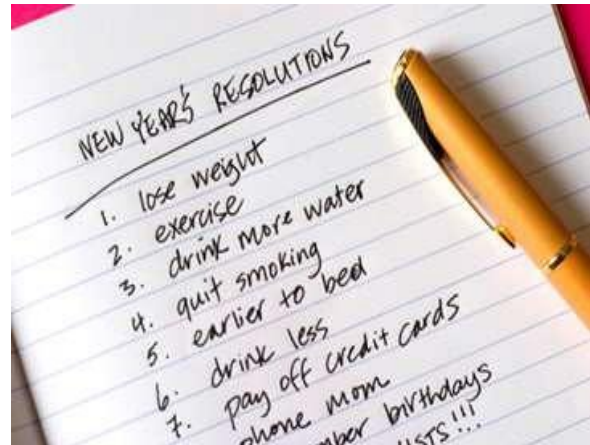 NEW YEAR'S RESOLUTIONS
1. lose weight
2. exercise
3. drink more water
4. quit smoking
5. earlier to bed
6. drink less
7. pay off credit cards
phone mom
birthdays